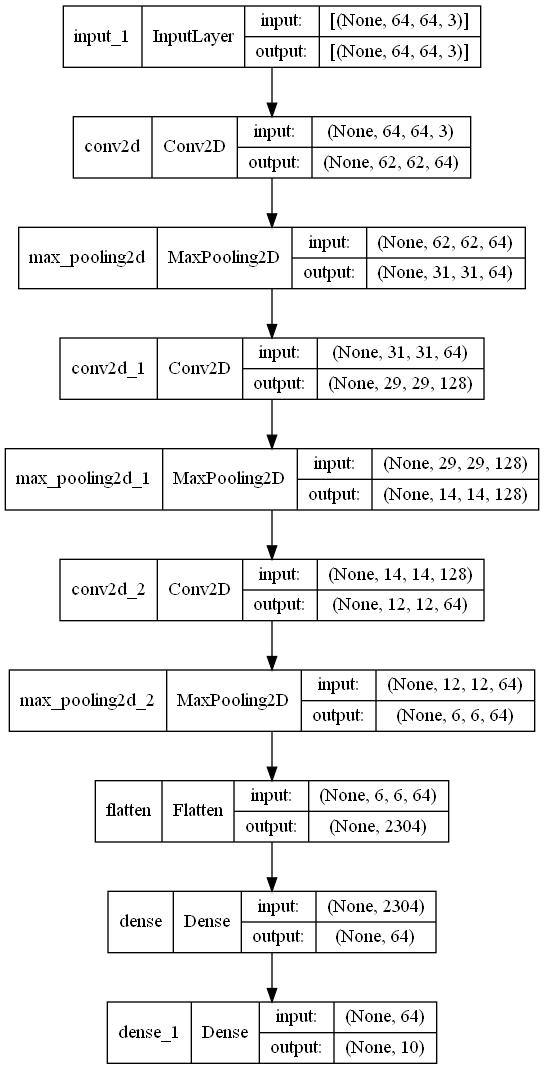 input_1 InputLayer input: [(None, 64, 64, 3)]
output: [(None, 64, 64, 3)]
conv2d Conv2D input: (None, 64, 64, 3)
output: (None, 62, 62, 64)
max_pooling2d MaxPooling2D input: (None, 62, 62, 64)
output: (None, 31, 31, 64)
conv2d_1 Conv2D input: (None, 31, 31, 64)
output: (None, 29, 29, 128)
max_pooling2d_1 MaxPooling2D input: (None, 29, 29, 128)
output: (None, 14, 14, 128)
conv2d_2 Conv2D input: (None, 14, 14, 128)
output: (None, 12, 12, 64)
max_pooling2d_2 MaxPooling2D input: (None, 12, 12, 64)
output: (None, 6, 6, 64)
flatten Flatten input: (None, 6, 6, 64)
output: (None, 2304)
dense Dense input: (None, 2304)
output: (None, 64)
dense_1 Dense input: (None, 64)
output: (None, 10)